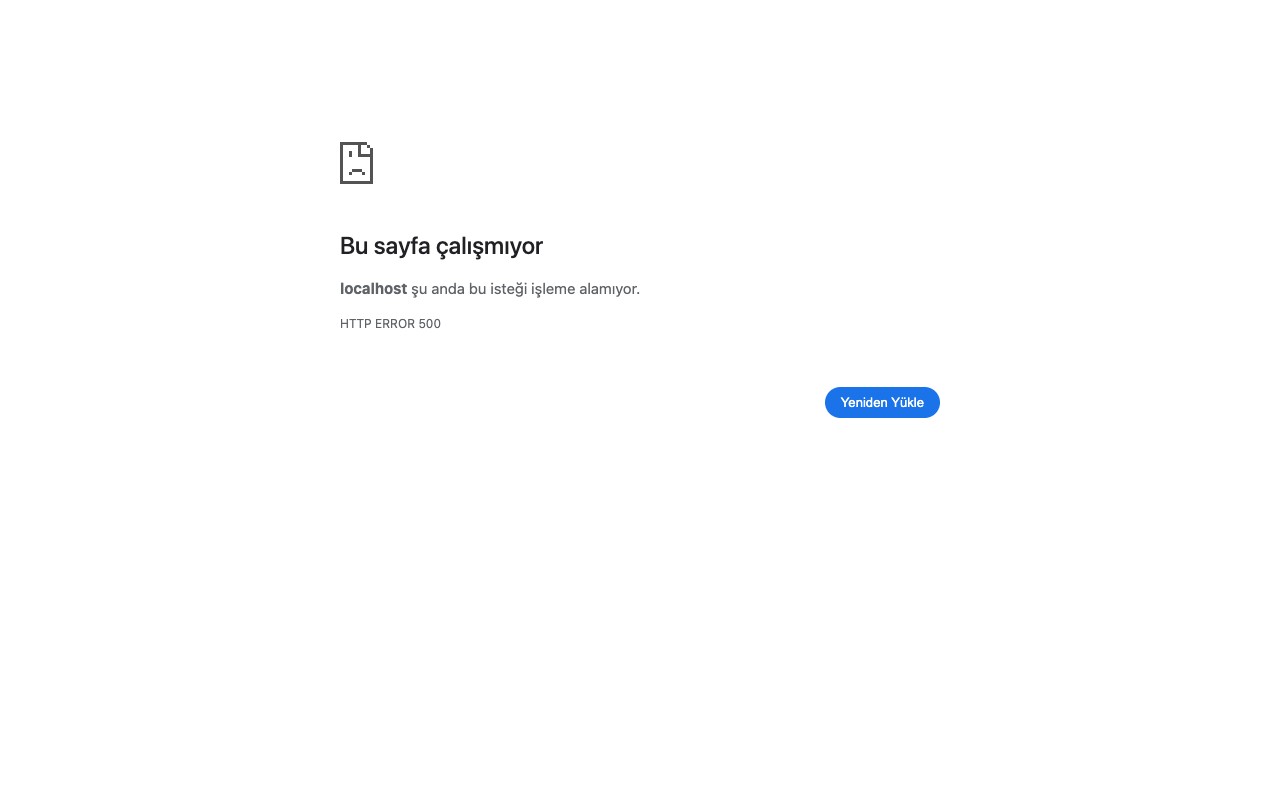 Bu sayfa çalışmıyor
localhost şu anda bu isteği işleme alamıyor.
HTTP ERROR 500
Yeniden Yükle